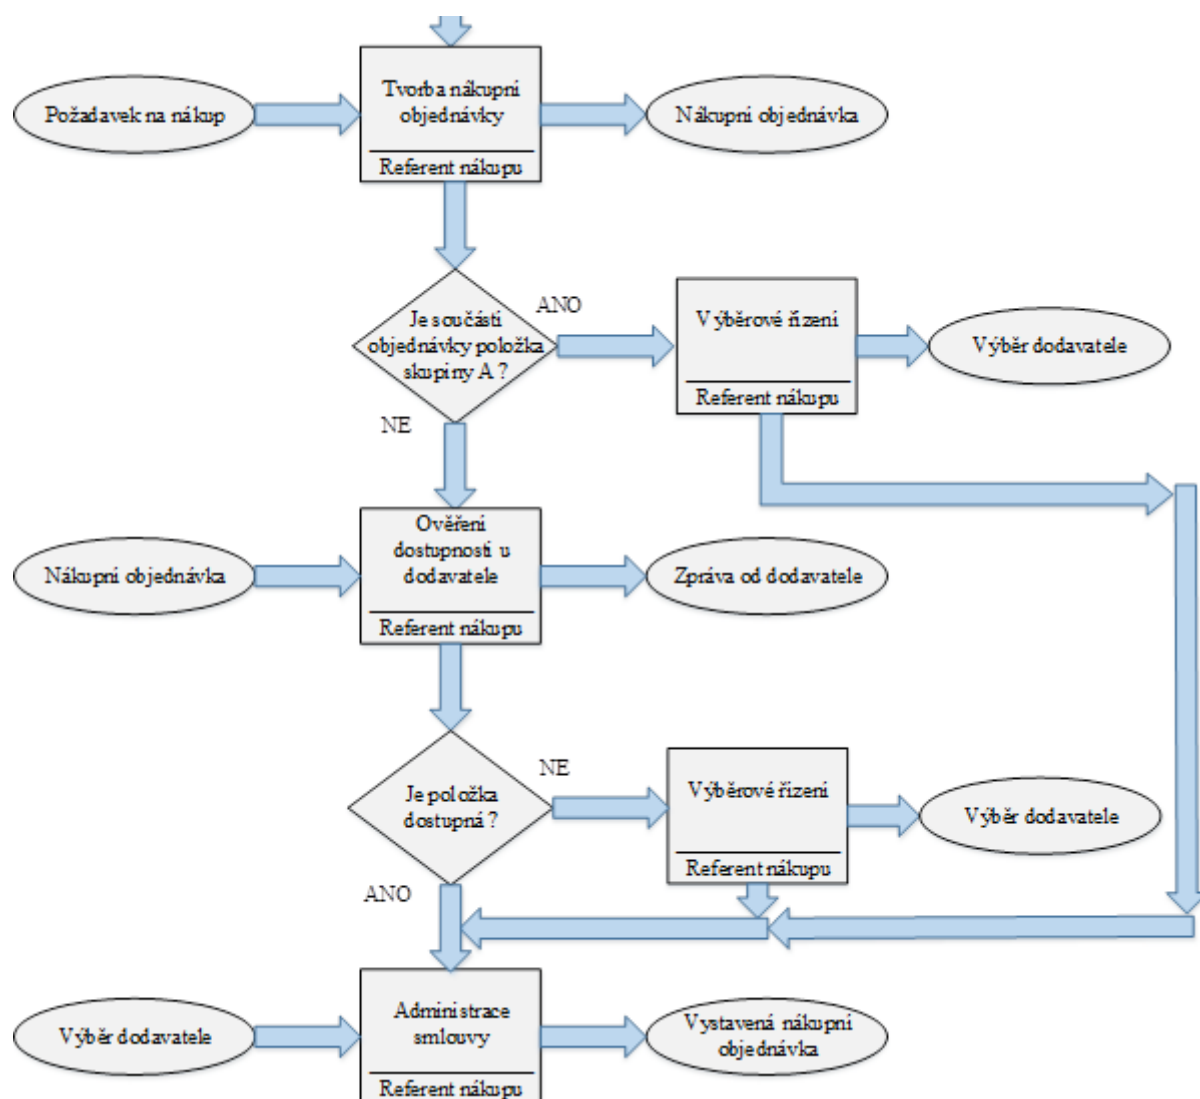 Požadavek na nákup
Tvorba nákupní
objednávky
Referent nákupu
Nákupní objednávka
Je součástí
objednávky položka
skupiny A ?
ANO
NE
Výběrové řízení
Referent nákupu
Výběr dodavatele
Nákupní objednávka
Ověření
dostupnosti u
dodavatele
Referent nákupu
Zpráva od dodavatele
Je položka
dostupná ?
NE
ANO
Výběrové řízení
Referent nákupu
Výběr dodavatele
Výběr dodavatele
Administrace
smlouvy
Referent nákupu
Vystavená nákupní
objednávka